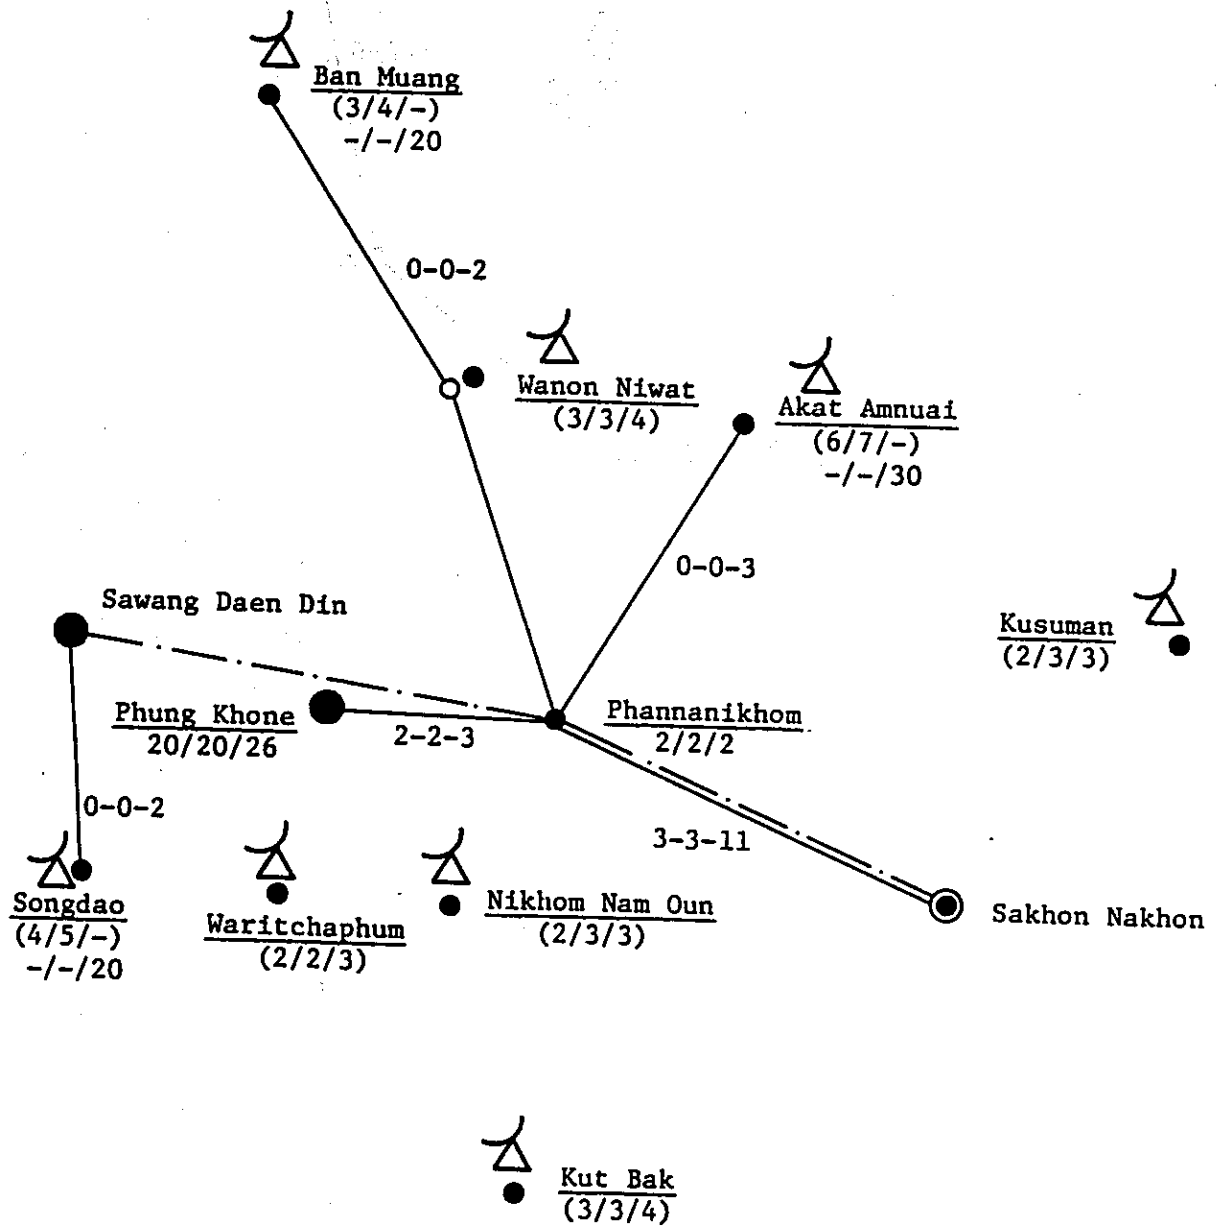 Ban Muang
(3/4/-)
-/-/20
0-0-2
Wanon Niwat
(3/3/4)
Akat Amnuai
(6/7/-)
-/-/30
0-0-3
Sawang Daen Din
Kusuman
(2/3/3)
Phung Khone
20/20/26
2-2-3
Phannanikhom
2/2/2
0-0-2
3-3-11
Songdao
(4/5/-)
-/-/20
Waritchaphum
(2/2/3)
Nikhom Nam Oun
(2/3/3)
Sakhon Nakhon
Kut Bak
(3/3/4)